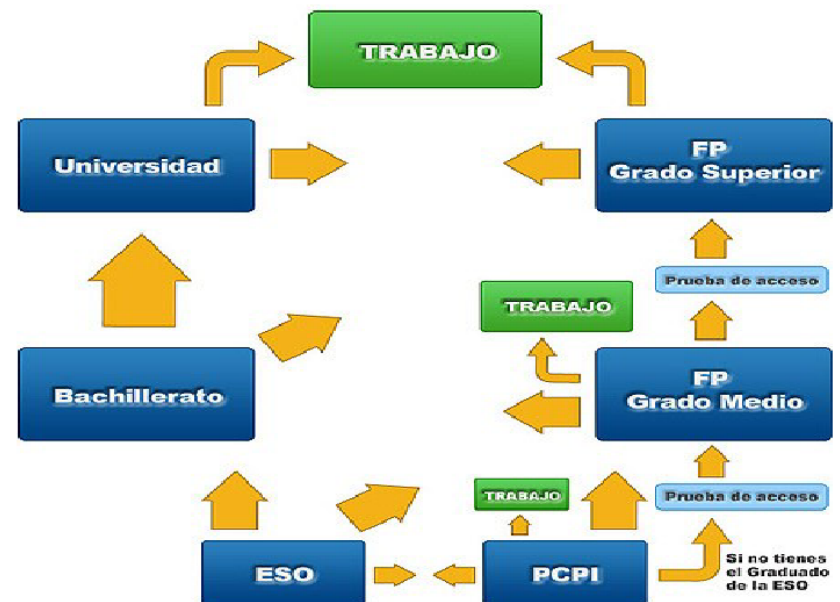 TRABAJO
Universidad
FP
Grado Superior
Prueba de acceso
TRABAJO
Bachillerato
FP
Grado Medio
TRABAJO
Prueba de acceso
ESO
PCPI
Si no tienes
el Graduado
de la ESO